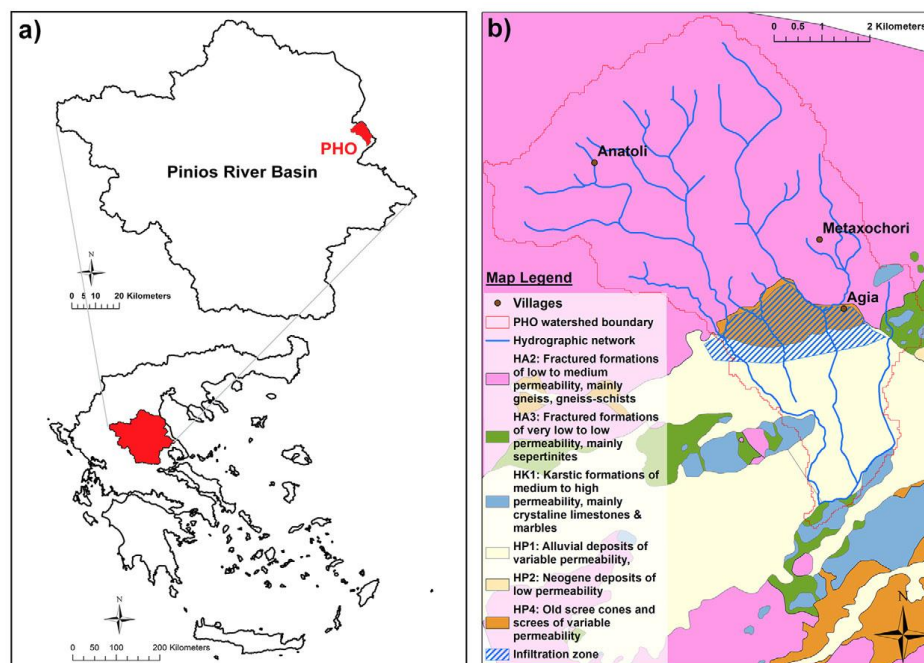 a)
PHO
Pinios River Basin
N
0 5 10 20 Kilometers
N
0 50 100 200 Kilometers
b)
0 0.5 1 2 Kilometers
Anatoli
Metaxochori
Agia
Map Legend
Villages
PHO watershed boundary
Hydrographic network
HA2: Fractured formations
of low to medium
permeability, mainly
gneiss, gneiss-schists
HA3: Fractured formations
of very low to low
permeability, mainly
sepertinites
HK1: Karstic formations of
medium to high
permeability, mainly
crystaline limestones &
marbles
HP1: Alluvial deposits of
variable permeability,
HP2: Neogene deposits of
low permeability
HP4: Old scree cones and
screes of variable
permeability
Infiltration zone
N